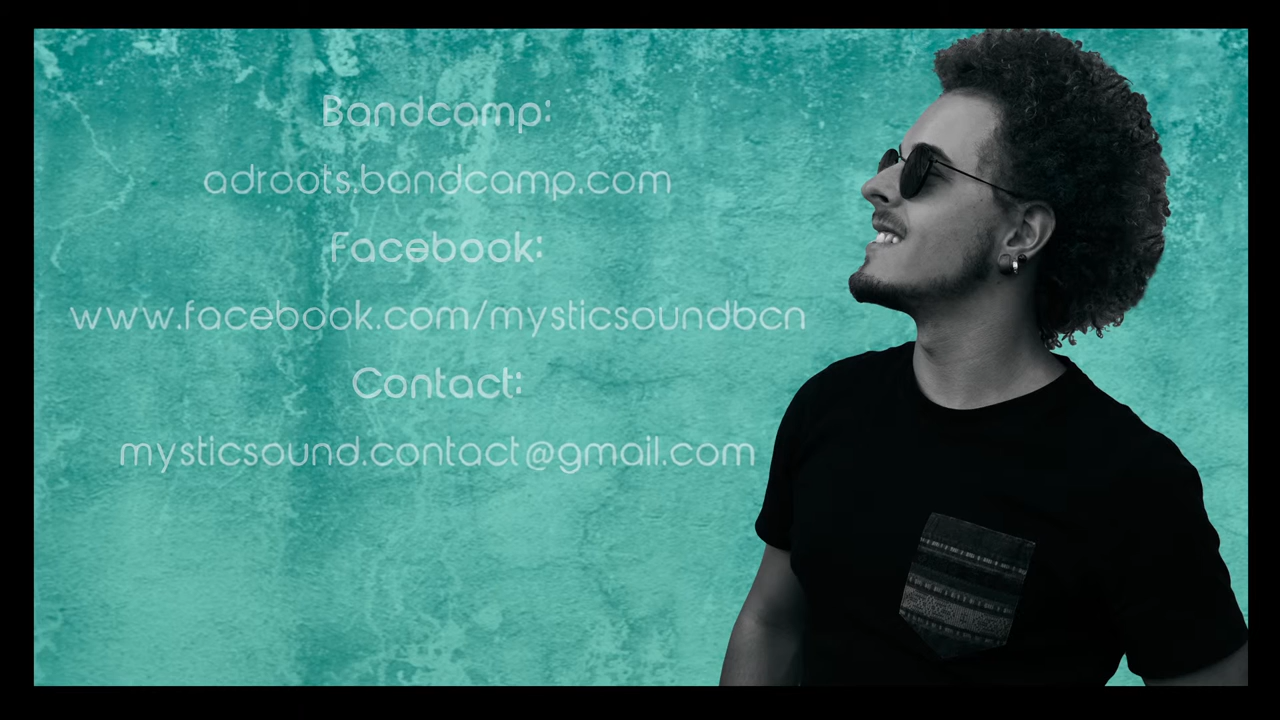 Bandcamp:
adroots.bandcamp.com
Facebook:
www.facebook.com/mysticsoundbcn
Contact:
mysticsound.contact@gmail.com